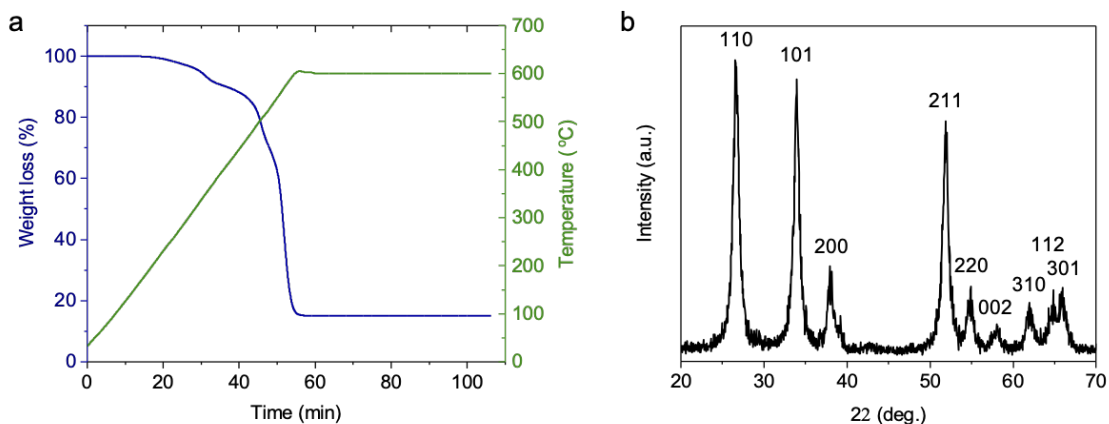 a
100
80
60
40
20
0
Weight loss (%)
0 20 40 60 80 100
Time (min)
700
600
500
400
300
200
100
0
Temperature (ºC)
b
110
101
200
211
220
002
310
112
301
Intensity (a.u.)
20 30 40 50 60 70
2Σ (deg.)